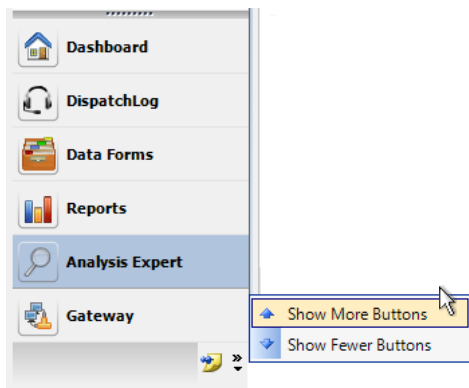 Dashboard
DispatchLog
Data Forms
Reports
Analysis Expert
Gateway
Show More Buttons
Show Fewer Buttons